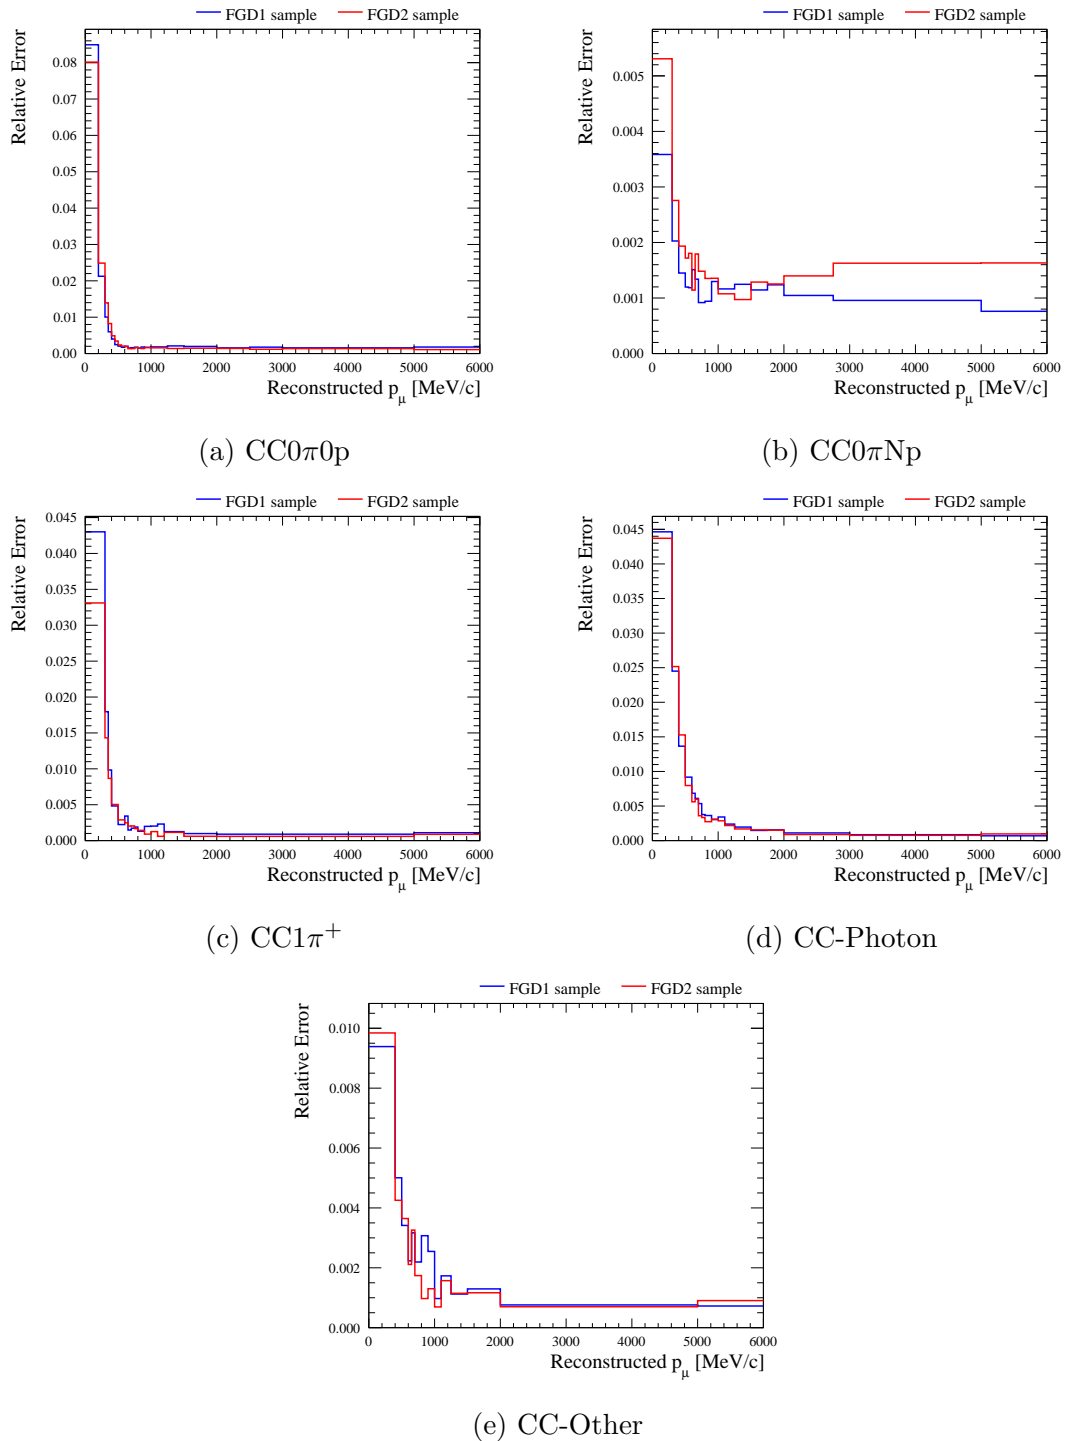 FGD1 sample FGD2 sample
Relative Error
0.08
0.07
0.06
0.05
0.04
0.03
0.02
0.01
0.00
0 1000 2000 3000 4000 5000 6000
Reconstructed pμ [MeV/c]
(a) CC0π0p
FGD1 sample FGD2 sample
Relative Error
0.005
0.004
0.003
0.002
0.001
0.000
0 1000 2000 3000 4000 5000 6000
Reconstructed pμ [MeV/c]
(b) CC0πNp
FGD1 sample FGD2 sample
Relative Error
0.045
0.040
0.035
0.030
0.025
0.020
0.015
0.010
0.005
0.000
0 1000 2000 3000 4000 5000 6000
Reconstructed pμ [MeV/c]
(c) CC1π⁺
FGD1 sample FGD2 sample
Relative Error
0.045
0.040
0.035
0.030
0.025
0.020
0.015
0.010
0.005
0.000
0 1000 2000 3000 4000 5000 6000
Reconstructed pμ [MeV/c]
(d) CC-Photon
FGD1 sample FGD2 sample
Relative Error
0.010
0.008
0.006
0.004
0.002
0.000
0 1000 2000 3000 4000 5000 6000
Reconstructed pμ [MeV/c]
(e) CC-Other